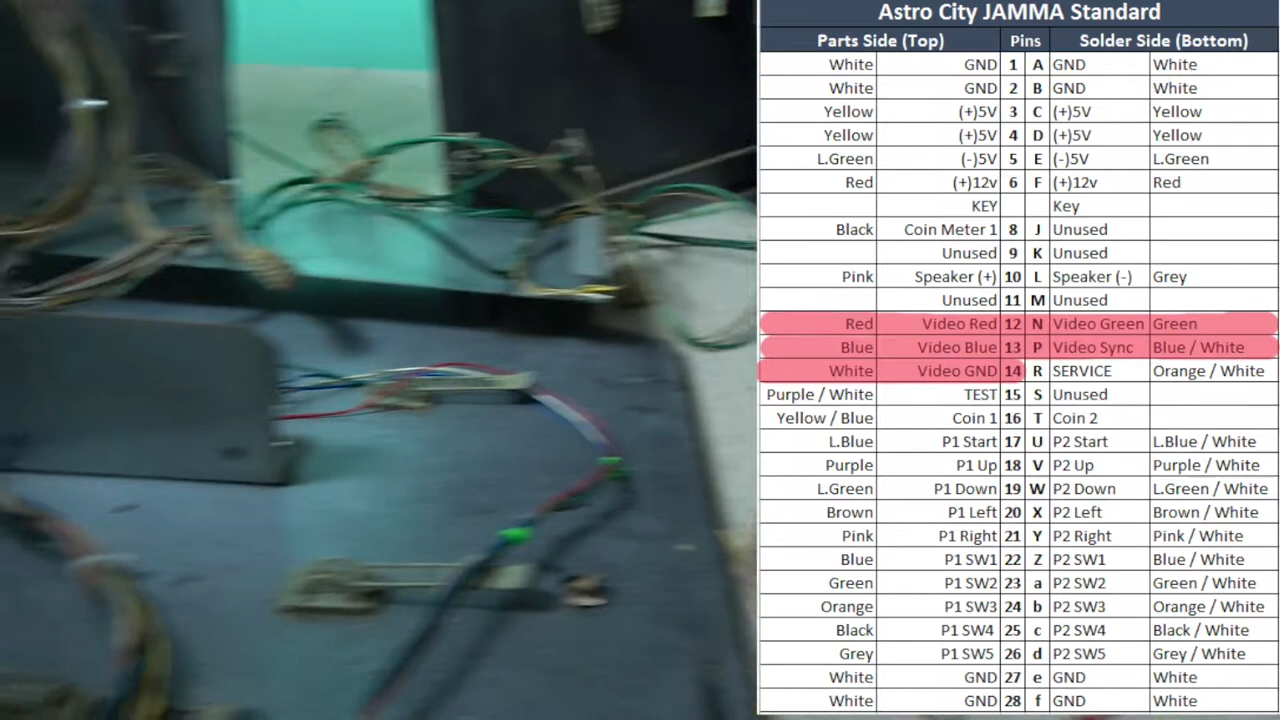 Astro City JAMMA Standard
Parts Side (Top) Pins Solder Side (Bottom)
White GND 1 A GND White
White GND 2 B GND White
Yellow (+)5V 3 C (+)5V Yellow
Yellow (+)5V 4 D (+)5V Yellow
L.Green (-)5V 5 E (-)5V L.Green
Red (+)12v 6 F (+)12v Red
KEY Key
Black Coin Meter 1 8 J Unused
Unused 9 K Unused
Pink Speaker (+) 10 L Speaker (-) Grey
Unused 11 M Unused
Red Video Red 12 N Video Green Green
Blue Video Blue 13 P Video Sync Blue / White
White Video GND 14 R SERVICE Orange / White
Purple / White TEST 15 S Unused
Yellow / Blue Coin 1 16 T Coin 2
L.Blue P1 Start 17 U P2 Start L.Blue / White
Purple P1 Up 18 V P2 Up Purple / White
L.Green P1 Down 19 W P2 Down L.Green / White
Brown P1 Left 20 X P2 Left Brown / White
Pink P1 Right 21 Y P2 Right Pink / White
Blue P1 SW1 22 Z P2 SW1 Blue / White
Green P1 SW2 23 a P2 SW2 Green / White
Orange P1 SW3 24 b P2 SW3 Orange / White
Black P1 SW4 25 c P2 SW4 Black / White
Grey P1 SW5 26 d P2 SW5 Grey / White
White GND 27 e GND White
White GND 28 f GND White